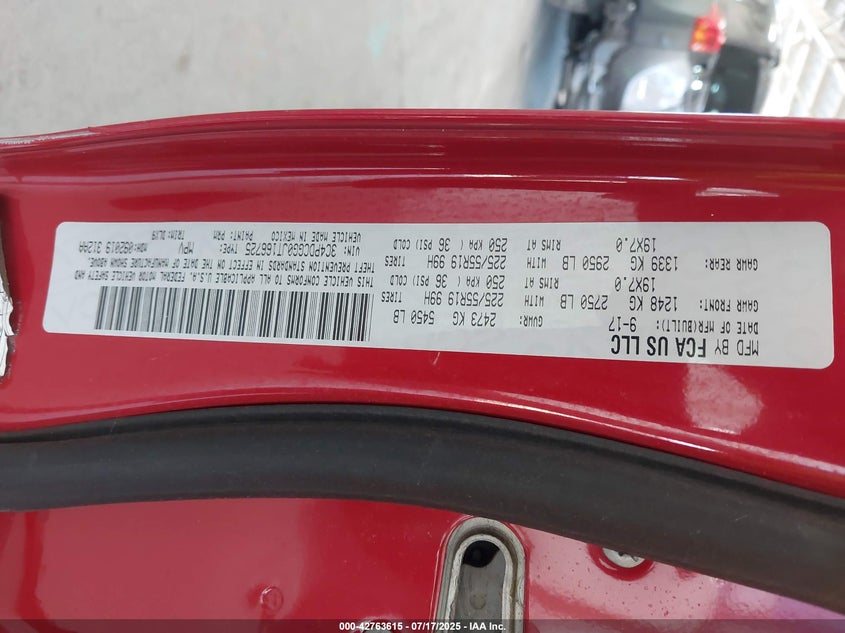 MFD BY FCA US LLC
DATE OF MFR(BUILT): 9-17 GVWR: 2473 KG 5450 LB
GAWR FRONT: 1248 KG 2750 LB WITH 225/55R19 99H TIRES
19X7.0 RIMS AT 250 KPA ( 36 PSI) COLD
GAWR REAR: 1339 KG 2950 LB WITH 225/55R19 99H TIRES
19X7.0 RIMS AT 250 KPA ( 36 PSI) COLD
THIS VEHICLE CONFORMS TO ALL APPLICABLE U.S.A. FEDERAL MOTOR VEHICLE SAFETY AND
THEFT PREVENTION STANDARDS IN EFFECT ON THE DATE OF MANUFACTURE SHOWN ABOVE.
VIN: 3C4PDCGG0JT166725 TYPE: MPV MDH:092019 312AA
VEHICLE MADE IN MEXICO PAINT: PRM TRIM: DLX9
000-42763615 - 07/17/2025 - IAA Inc.